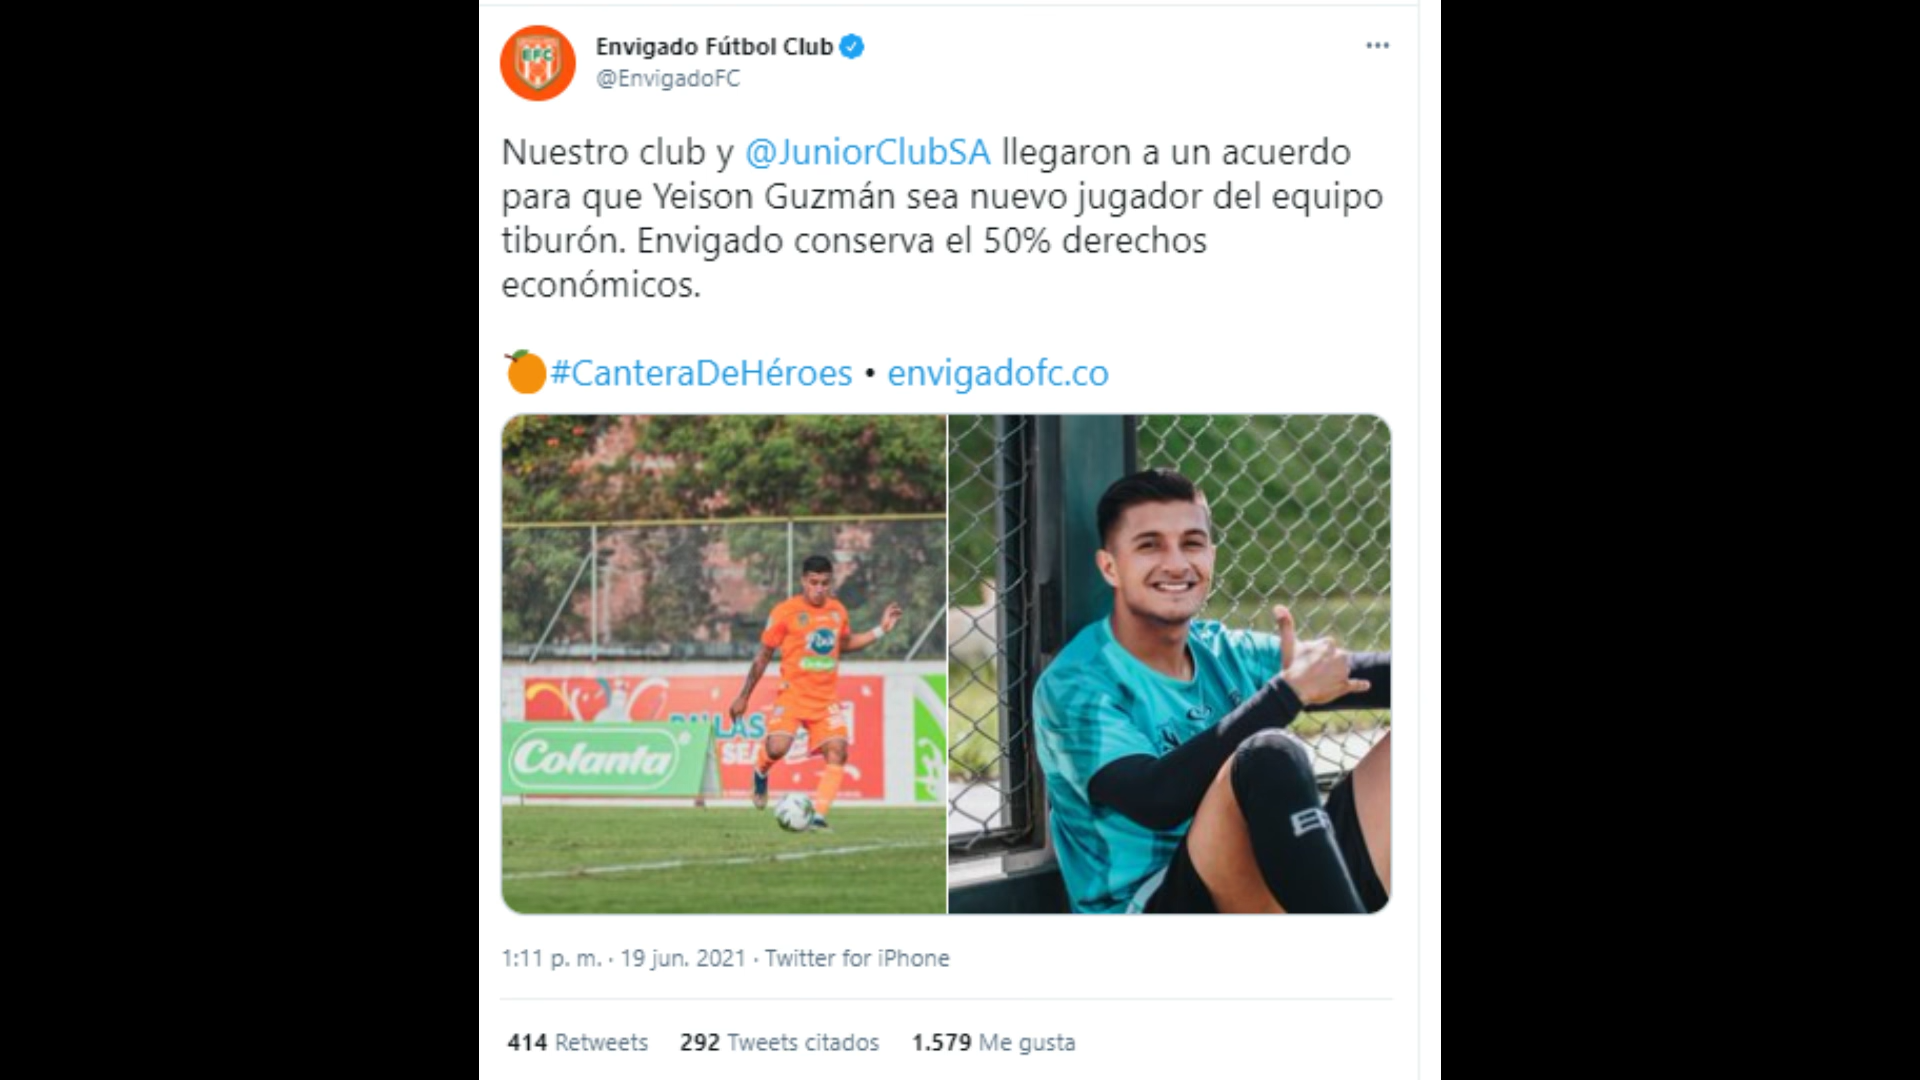 Envigado Fútbol Club
@EnvigadoFC
EFC
Nuestro club y @JuniorClubSA llegaron a un acuerdo
para que Yeison Guzmán sea nuevo jugador del equipo
tiburón. Envigado conserva el 50% derechos
económicos.
#CanteraDeHéroes • envigadofc.co
Colanta
1:11 p. m. · 19 jun. 2021 · Twitter for iPhone
414 Retweets 292 Tweets citados 1.579 Me gusta